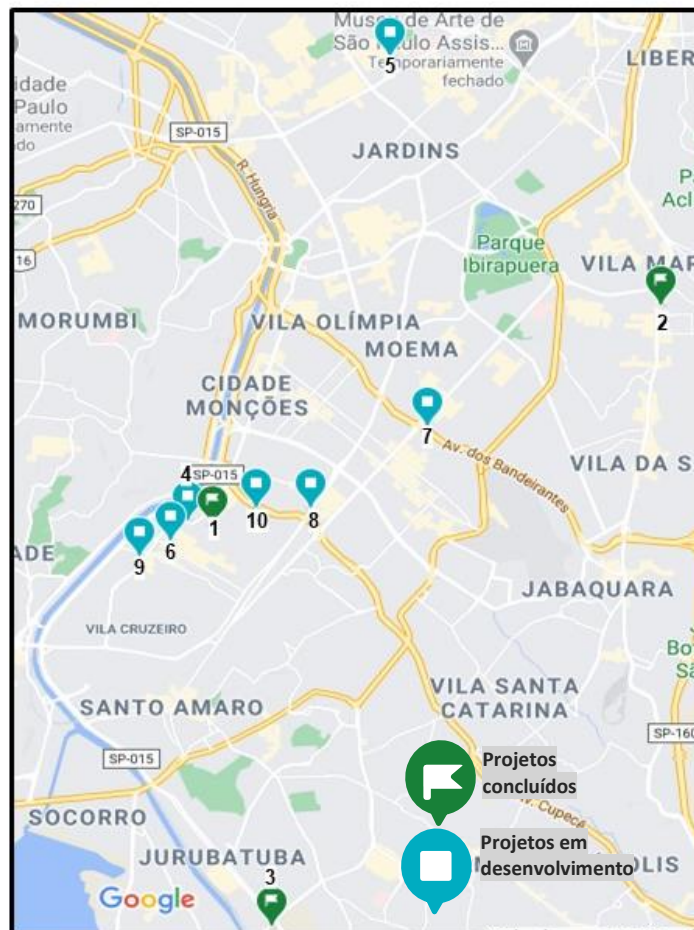 Museu de Arte de
São Paulo Assis...
Temporariamente
fechado
5
LIBER
idade
Paulo
amente
do
SP-015
JARDINS
R. Hungria
270
16
Parque
Ibirapuera
VILA MAR
2
MORUMBI
VILA OLÍMPIA
MOEMA
CIDADE
MONÇÕES
7
Av. dos Bandeirantes
VILA DA S
4
SP-015
1
10
8
6
9
ADE
JABAQUARA
VILA CRUZEIRO
Bo
SANTO AMARO
VILA SANTA
CATARINA
SP-160
SP-015
Projetos
concluídos
SOCORRO
Av. Cupecê
Projetos em
desenvolvimento
OLIS
JURUBATUBA
3
Google